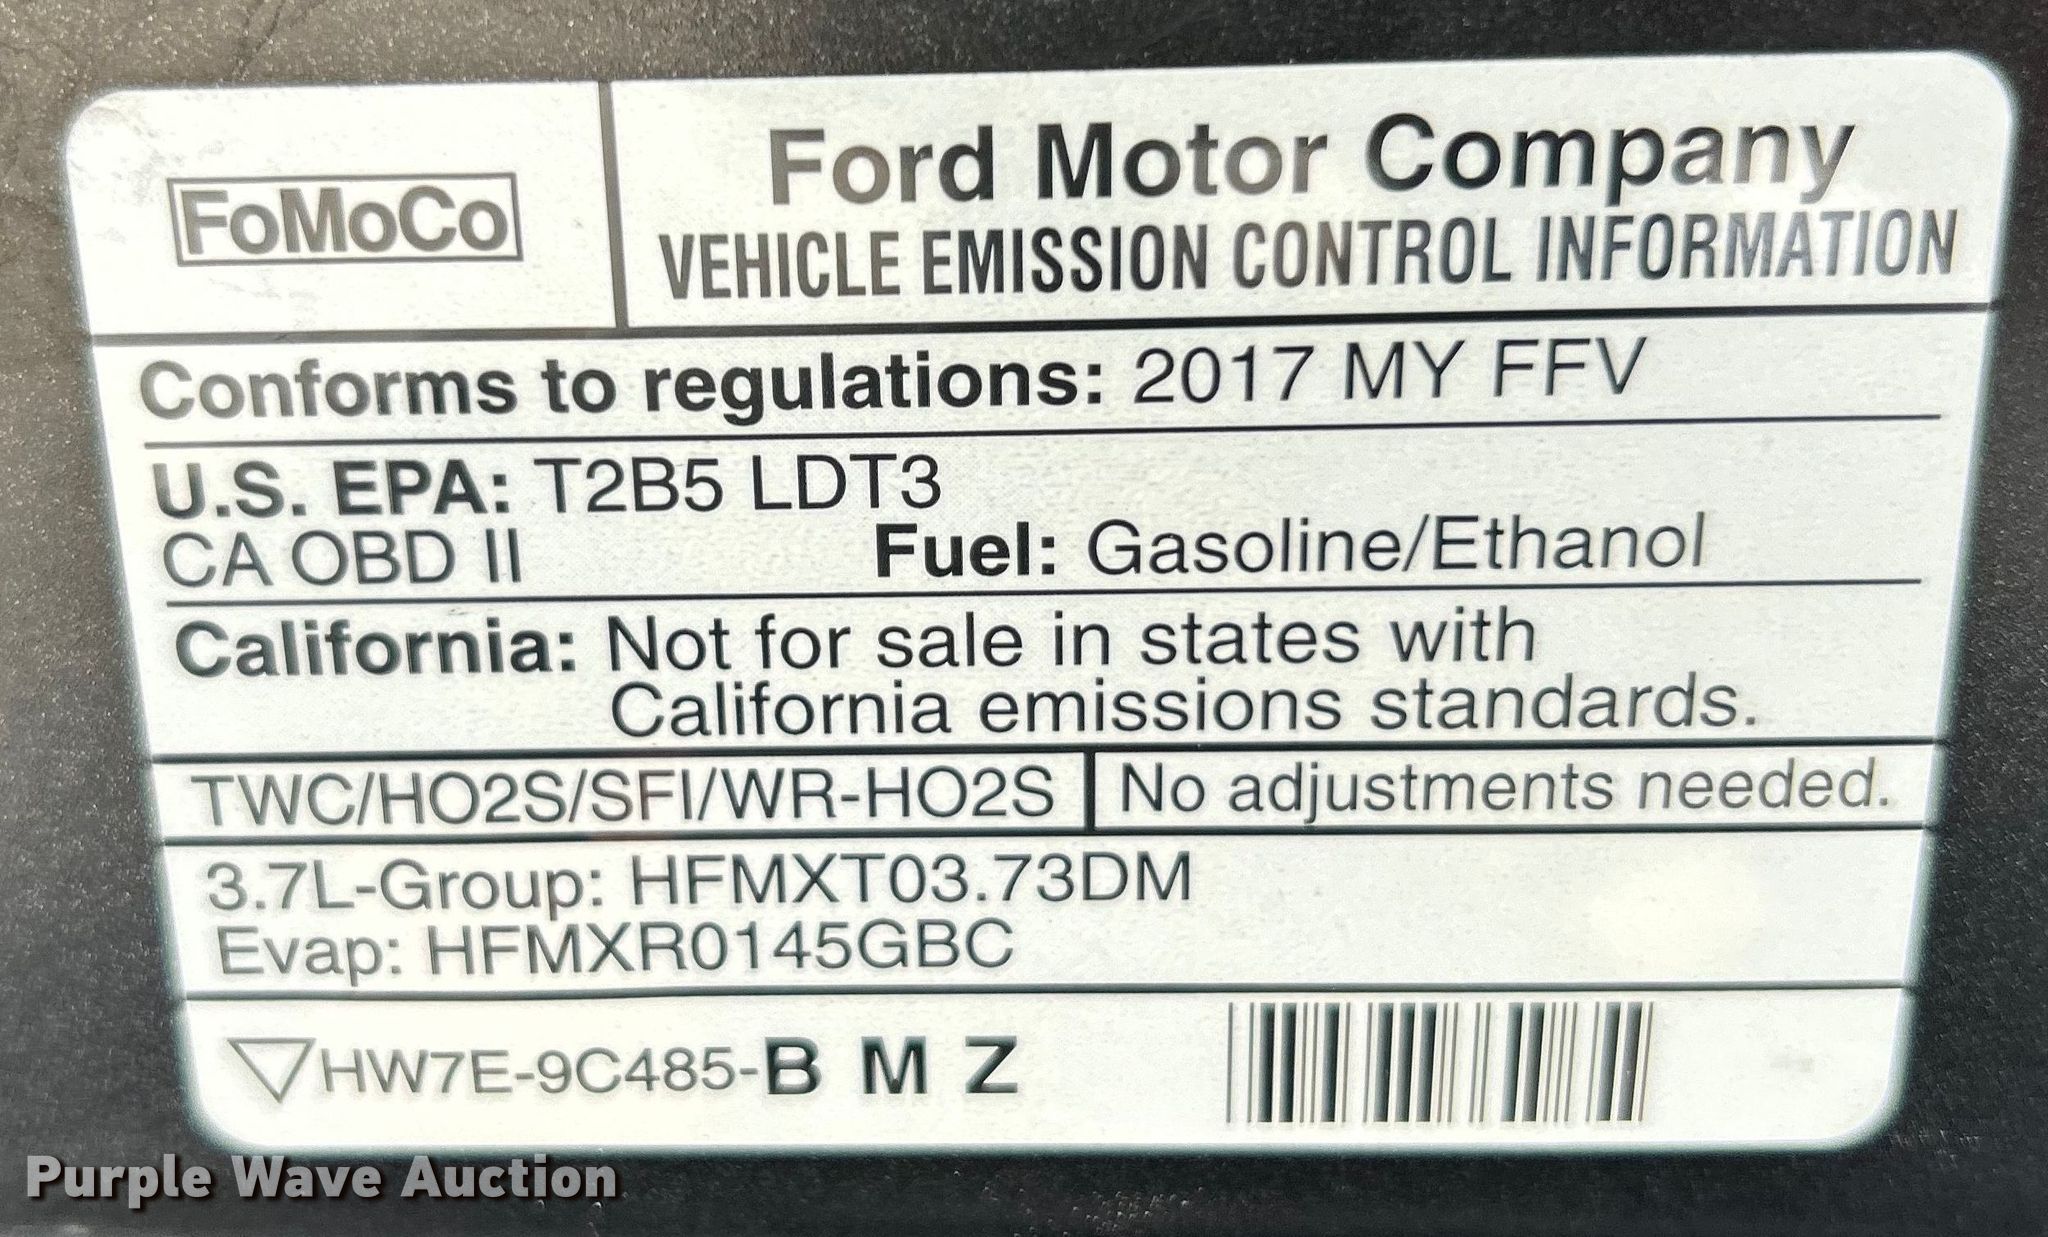 FoMoCo
Ford Motor Company
VEHICLE EMISSION CONTROL INFORMATION
Conforms to regulations: 2017 MY FFV
U.S. EPA: T2B5 LDT3
CA OBD II Fuel: Gasoline/Ethanol
California: Not for sale in states with
California emissions standards.
TWC/HO2S/SFI/WR-HO2S No adjustments needed.
3.7L-Group: HFMXT03.73DM
Evap: HFMXR0145GBC
HW7E-9C485-B M Z
Purple Wave Auction